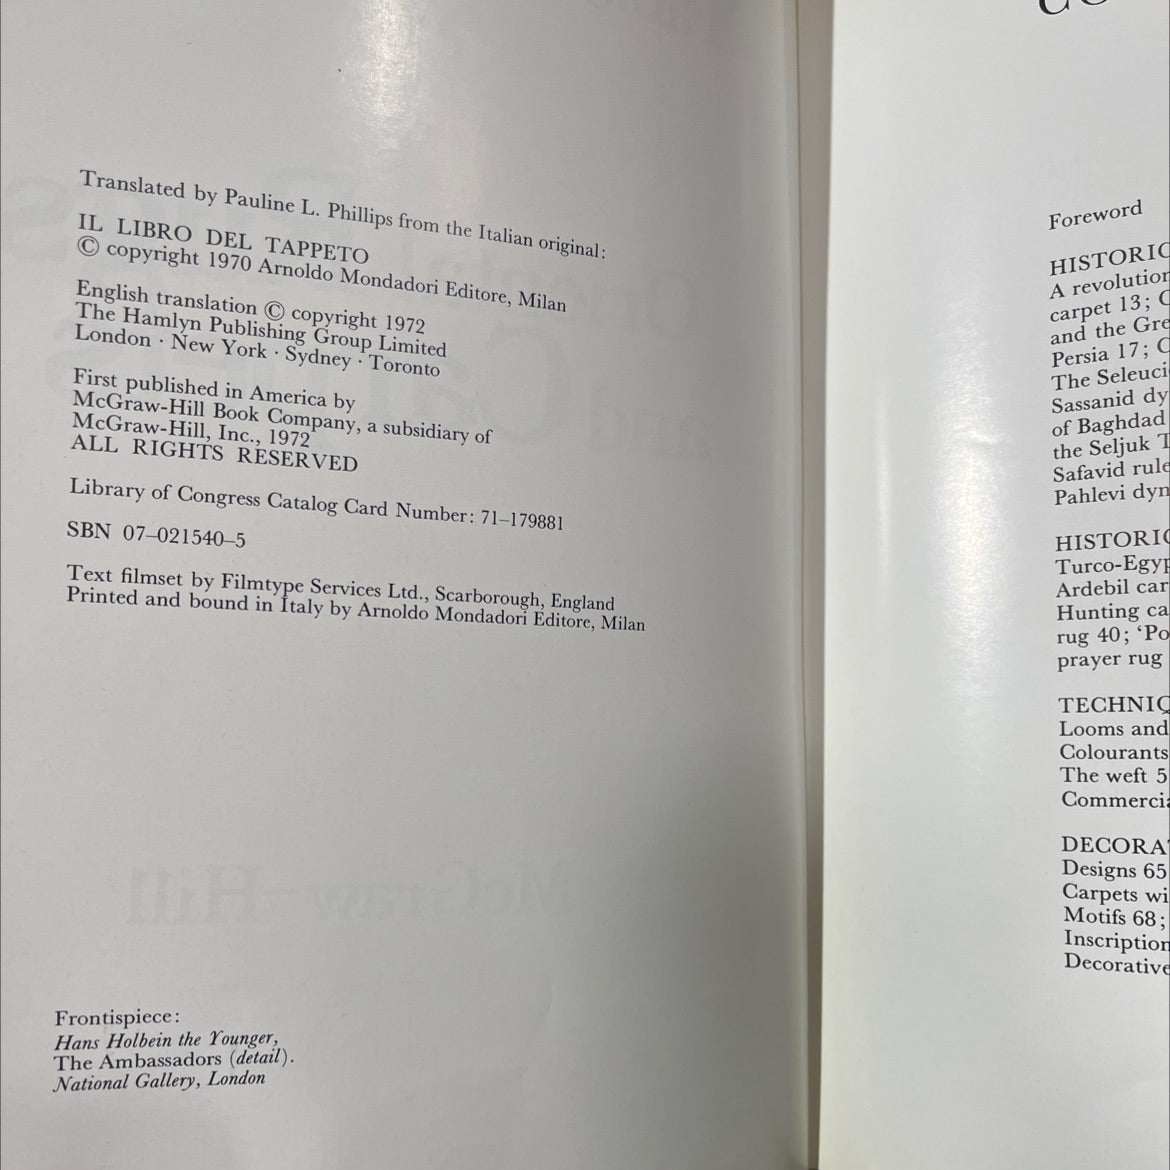 Translated by Pauline L. Phillips from the Italian original:
IL LIBRO DEL TAPPETO
© copyright 1970 Arnoldo Mondadori Editore, Milan
English translation © copyright 1972
The Hamlyn Publishing Group Limited
London · New York · Sydney · Toronto
First published in America by
McGraw-Hill Book Company, a subsidiary of
McGraw-Hill, Inc., 1972
ALL RIGHTS RESERVED
Library of Congress Catalog Card Number: 71–179881
SBN 07–021540–5
Text filmset by Filmtype Services Ltd., Scarborough, England
Printed and bound in Italy by Arnoldo Mondadori Editore, Milan
Frontispiece:
Hans Holbein the Younger,
The Ambassadors (detail).
National Gallery, London
Foreword
HISTORIC
A revolution
carpet 13; C
and the Gre
Persia 17; C
The Seleuci
Sassanid dy
of Baghdad
the Seljuk T
Safavid rule
Pahlevi dyn
HISTORIC
Turco-Egyp
Ardebil car
Hunting ca
rug 40; ‘Po
prayer rug
TECHNIQ
Looms and
Colourants
The weft 5
Commercia
DECORAT
Designs 65
Carpets wi
Motifs 68;
Inscription
Decorative